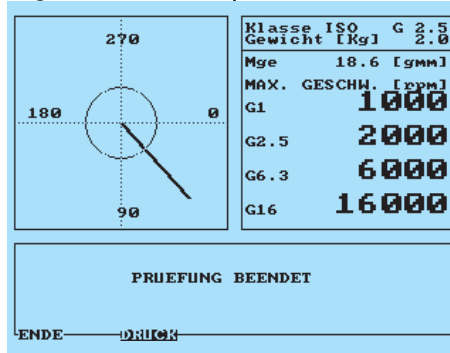 270
180
0
90
Klasse ISO G 2.5
Gewicht [Kg] 2.0
Mge 18.6 [gmm]
MAX. GESCHW. [rpm]
G1 1000
G2.5 2000
G6.3 6000
G16 16000
PRUEFUNG BEENDET
ENDE DRUCK